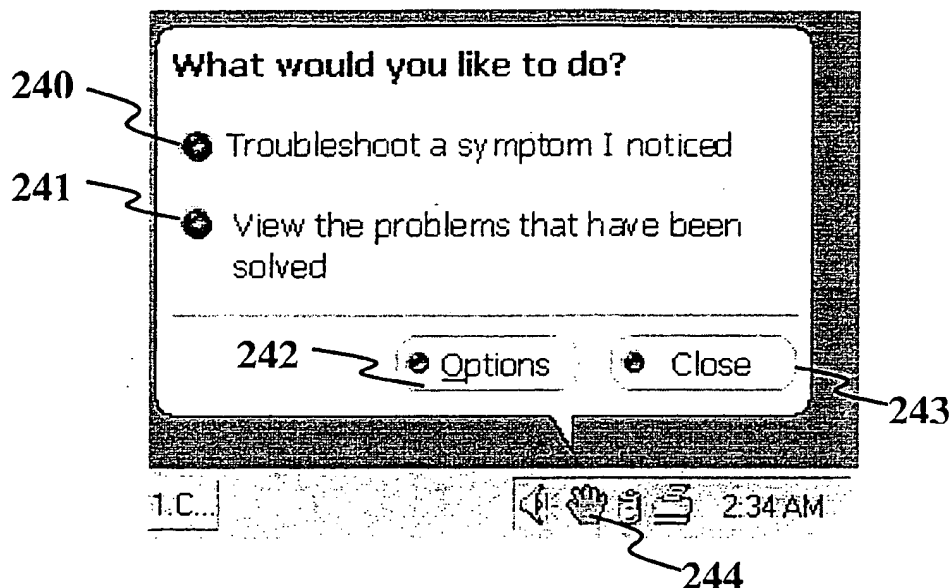 What would you like to do?
240
Troubleshoot a symptom I noticed
241
View the problems that have been
solved
242
Options
Close
243
1.C...
2:34 AM
244